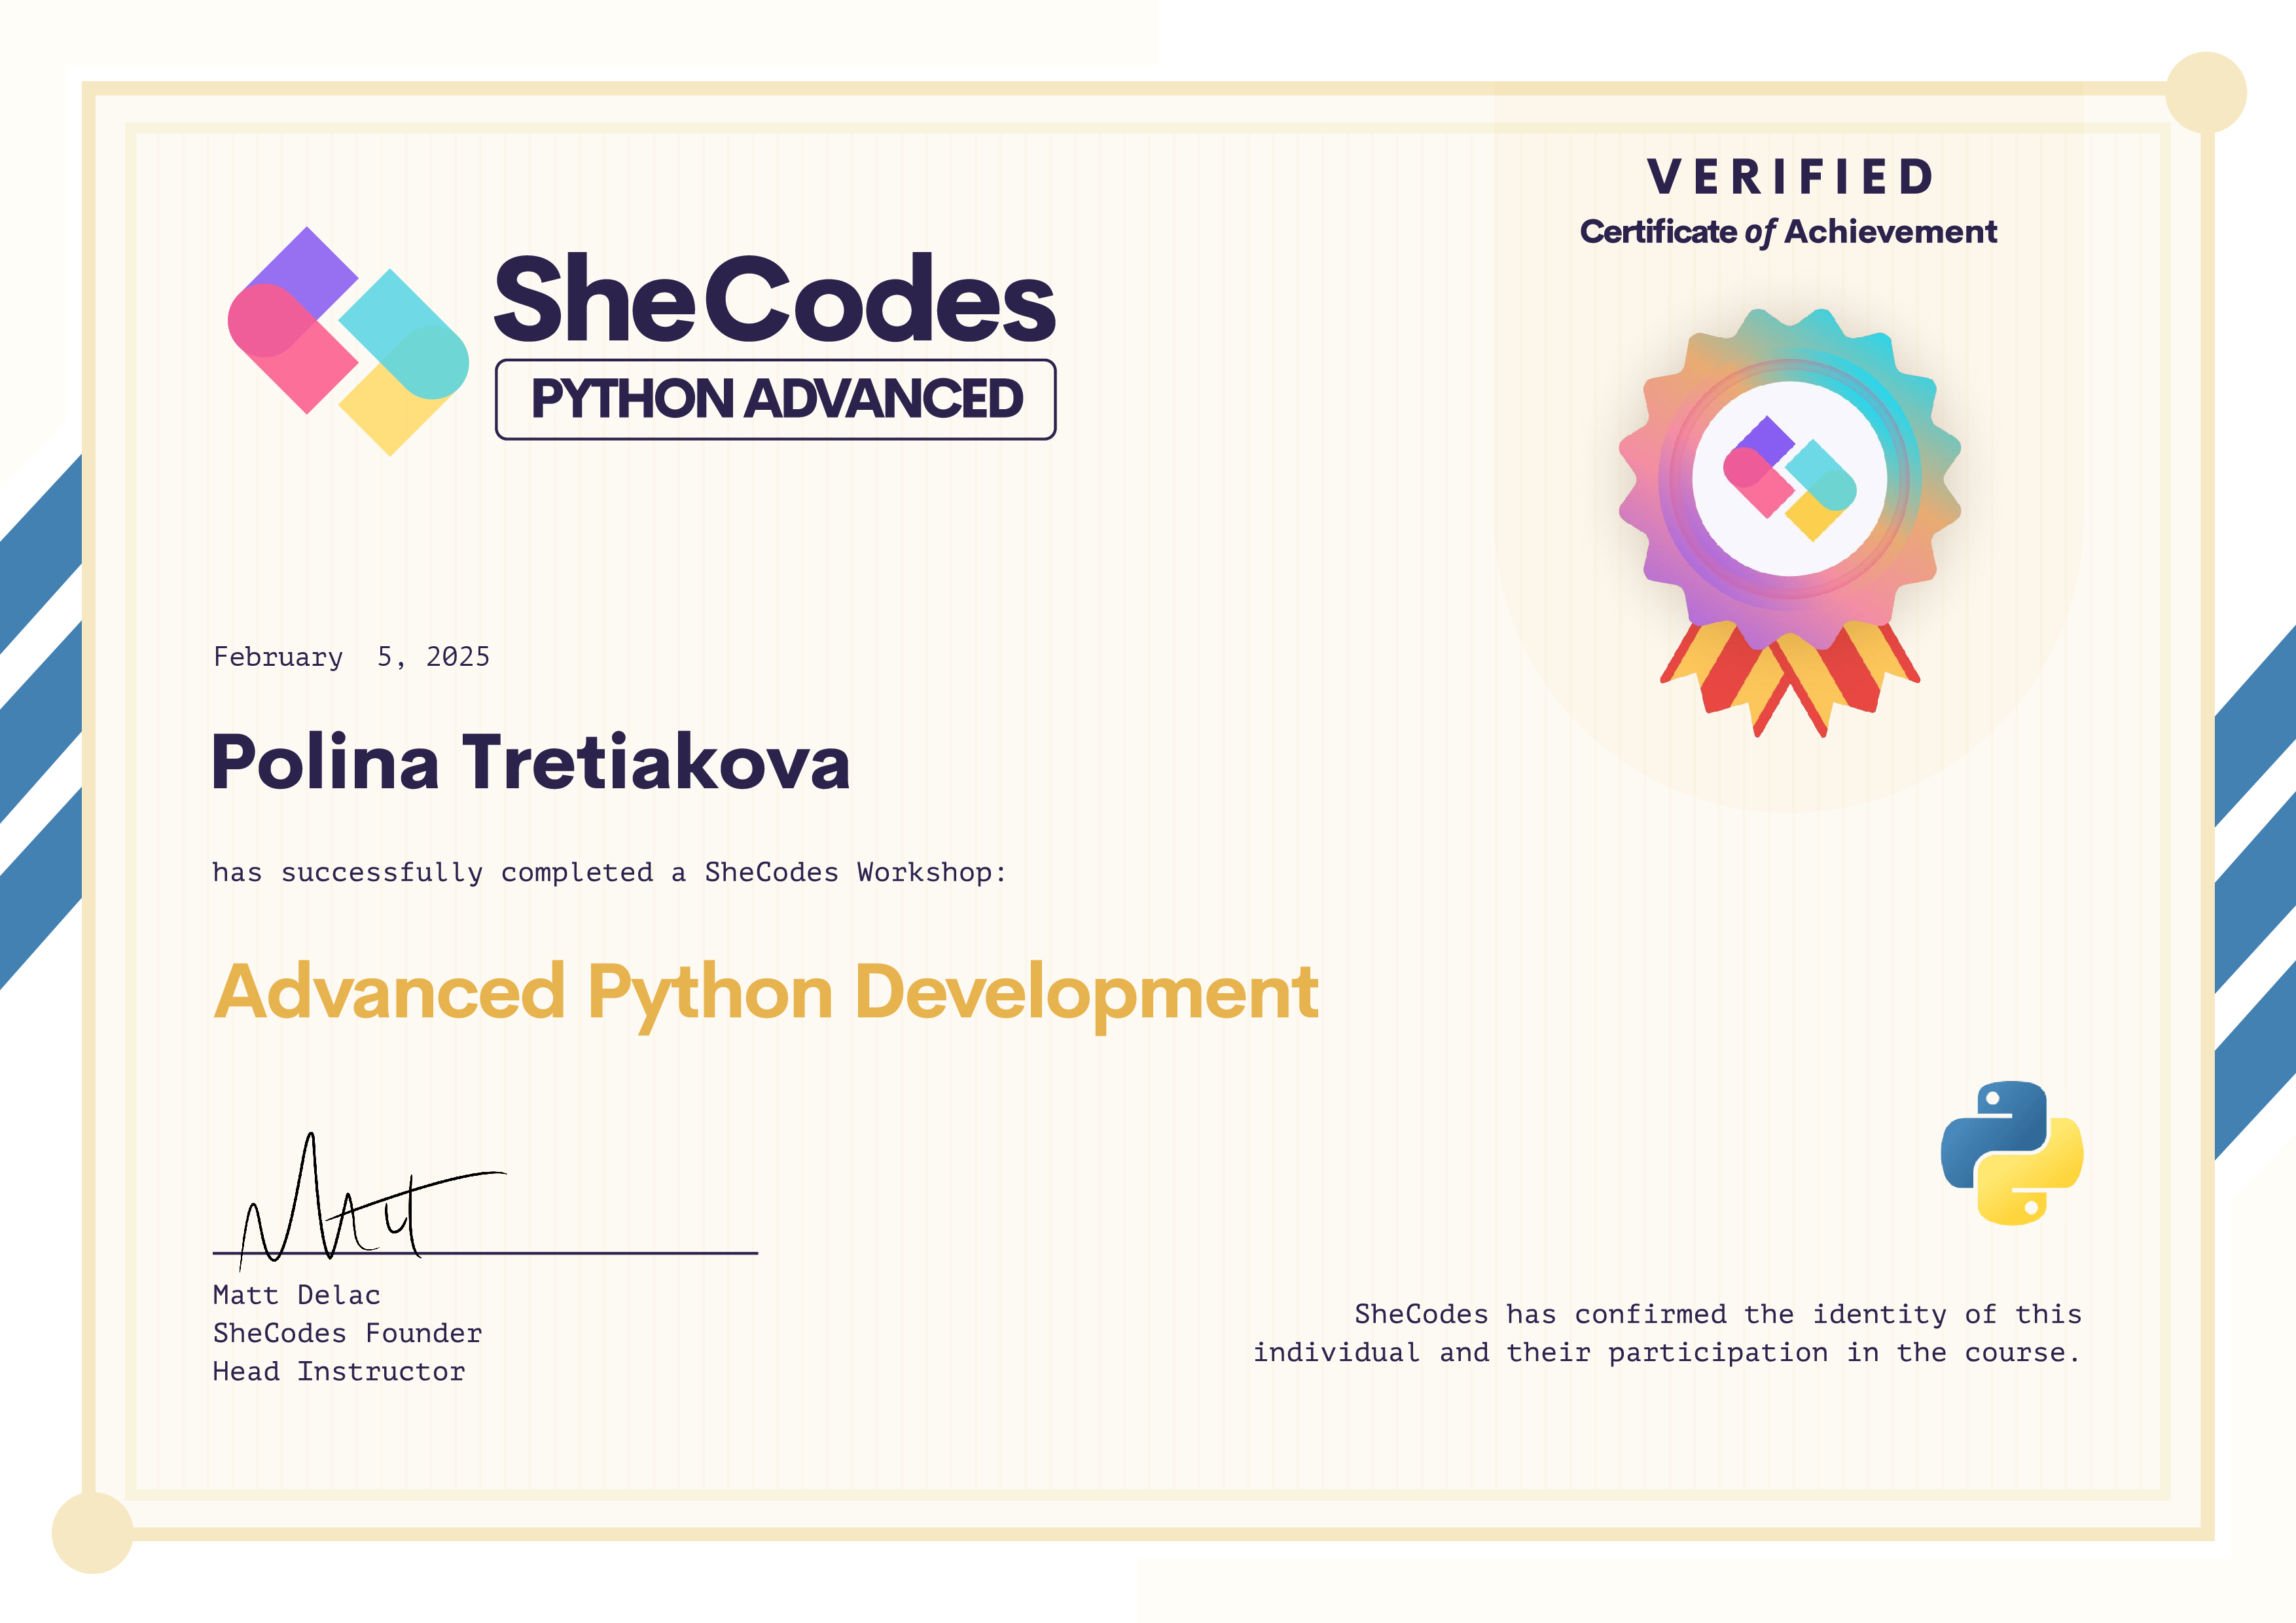 VERIFIED
Certificate of Achievement
SheCodes
PYTHON ADVANCED
February  5, 2025
Polina Tretiakova
has successfully completed a SheCodes Workshop:
Advanced Python Development
Matt
Matt Delac
SheCodes Founder
Head Instructor
SheCodes has confirmed the identity of this
individual and their participation in the course.